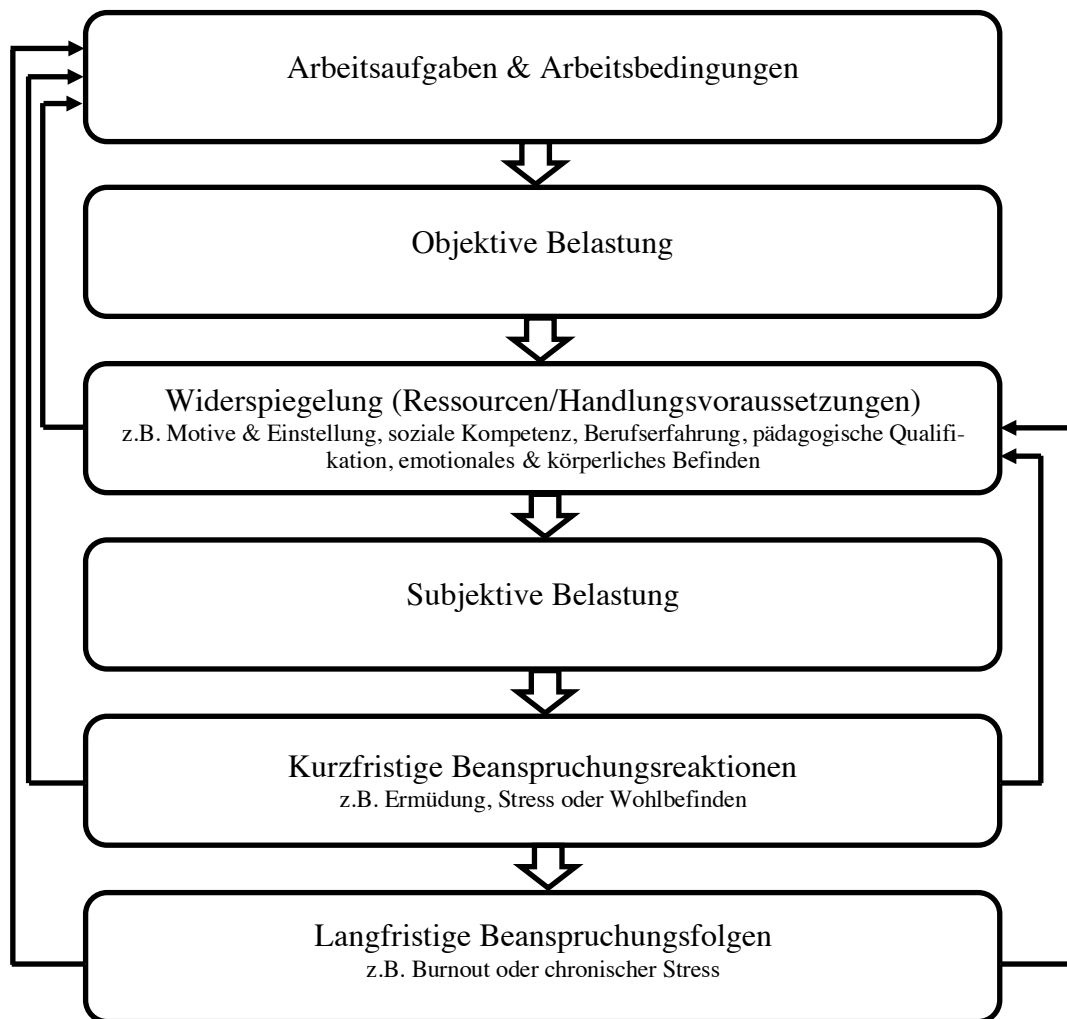 Arbeitsaufgaben & Arbeitsbedingungen
Objektive Belastung
Widerspiegelung (Ressourcen/Handlungsvoraussetzungen)
z.B. Motive & Einstellung, soziale Kompetenz, Berufserfahrung, pädagogische Qualifi-
kation, emotionales & körperliches Befinden
Subjektive Belastung
Kurzfristige Beanspruchungsreaktionen
z.B. Ermüdung, Stress oder Wohlbefinden
Langfristige Beanspruchungsfolgen
z.B. Burnout oder chronischer Stress